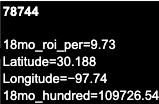 78744
18mo_roi_per=9.73
Latitude=30.188
Longitude=−97.74
18mo_hundred=109726.54